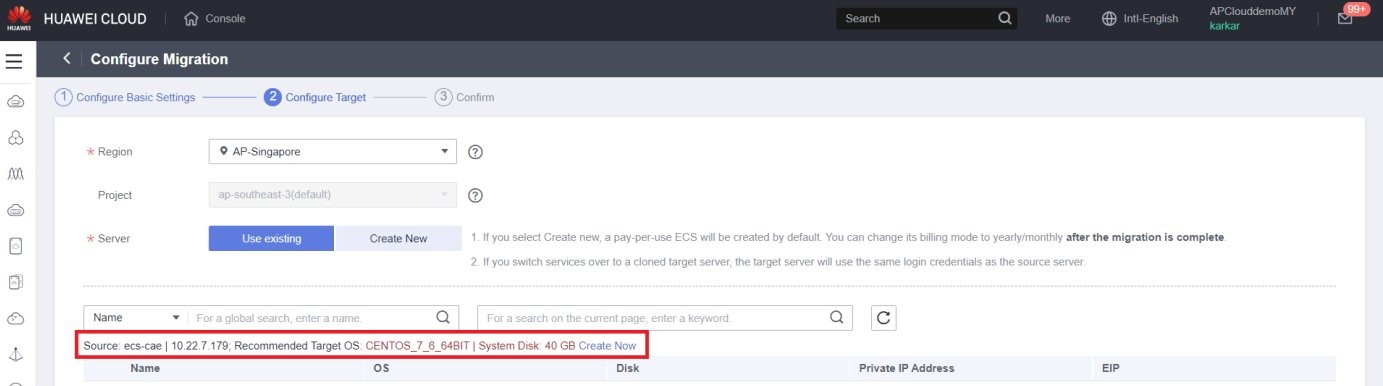 HUAWEI
HUAWEI CLOUD
Console
Search
More
Intl-English
APClouddemoMY
karkar
99+
Configure Migration
1 Configure Basic Settings
2 Configure Target
3 Confirm
* Region
AP-Singapore
?
Project
ap-southeast-3(default)
?
* Server
Use existing
Create New
1. If you select Create new, a pay-per-use ECS will be created by default. You can change its billing mode to yearly/monthly after the migration is complete.
2. If you switch services over to a cloned target server, the target server will use the same login credentials as the source server.
Name
For a global search, enter a name.
For a search on the current page, enter a keyword.
Source: ecs-cae | 10.22.7.179; Recommended Target OS: CENTOS_7_6_64BIT | System Disk: 40 GB Create Now
Name OS Disk Private IP Address EIP